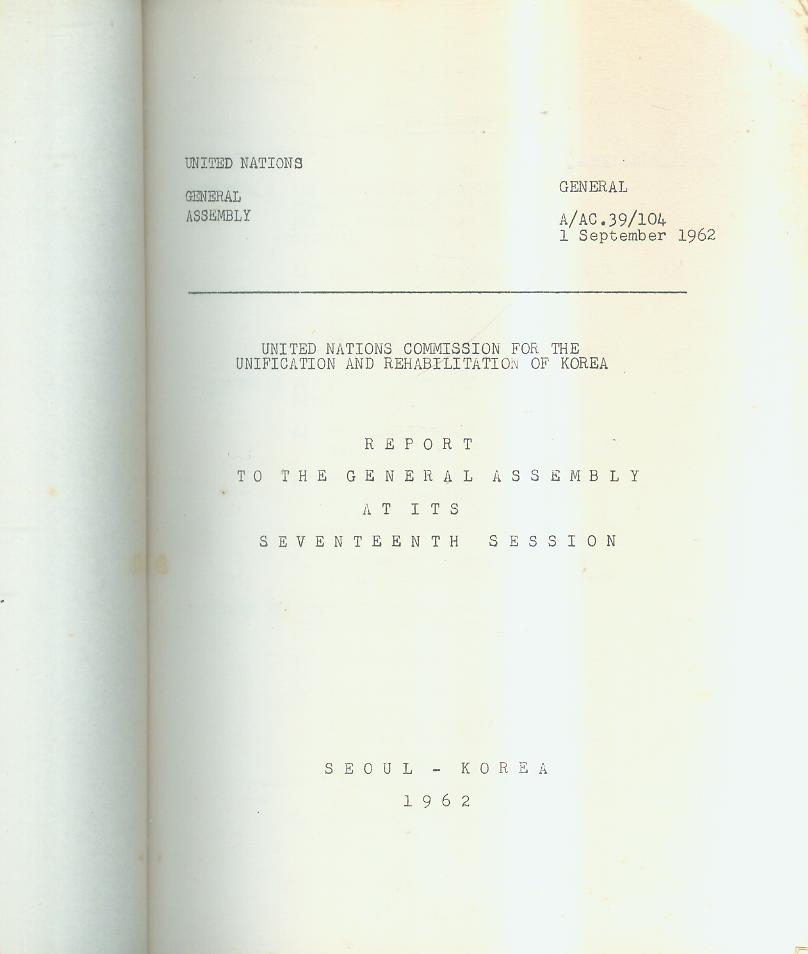 UNITED NATIONS
GENERAL
ASSEMBLY
GENERAL
A/AC.39/104
1 September 1962
UNITED NATIONS COMMISSION FOR THE
UNIFICATION AND REHABILITATION OF KOREA
REPORT
TO THE GENERAL ASSEMBLY
AT ITS
SEVENTEENTH SESSION
SEOUL - KOREA
1962